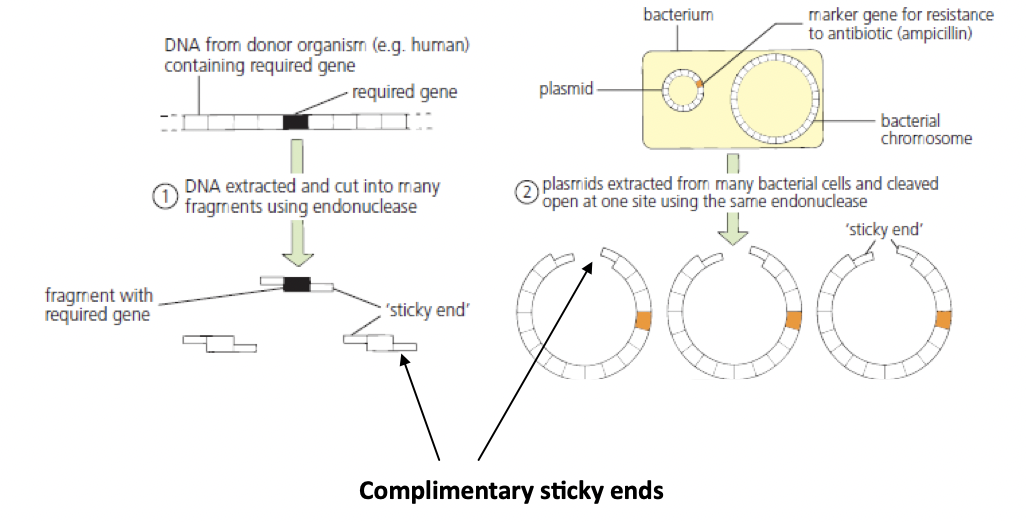 DNA from donor organism (e.g. human)
containing required gene
required gene
1
DNA extracted and cut into many
fragments using endonuclease
fragment with
required gene
'sticky end'
bacterium
marker gene for resistance
to antibiotic (ampicillin)
plasmid
bacterial
chromosome
2
plasmids extracted from many bacterial cells and cleaved
open at one site using the same endonuclease
'sticky end'
Complimentary sticky ends